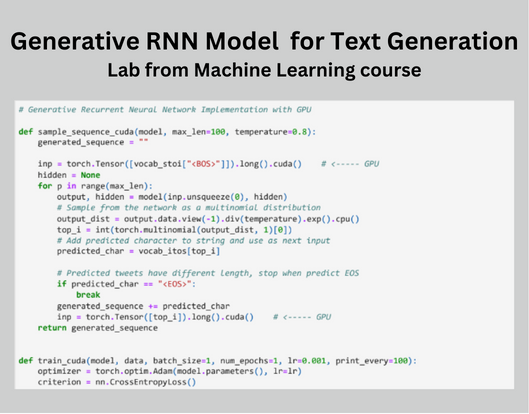 Generative RNN Model for Text Generation
Lab from Machine Learning course
# Generative Recurrent Neural Network Implementation with GPU
def sample_sequence_cuda(model, max_len=100, temperature=0.8):
    generated_sequence = ""
    inp = torch.Tensor([vocab_stoi["<BOS>"]]).long().cuda()    # <----- GPU
    hidden = None
    for p in range(max_len):
        output, hidden = model(inp.unsqueeze(0), hidden)
        # Sample from the network as a multinomial distribution
        output_dist = output.data.view(-1).div(temperature).exp().cpu()
        top_i = int(torch.multinomial(output_dist, 1)[0])
        # Add predicted character to string and use as next input
        predicted_char = vocab_itos[top_i]
        # Predicted tweets have different length, stop when predict EOS
        if predicted_char == "<EOS>":
            break
        generated_sequence += predicted_char
        inp = torch.Tensor([top_i]).long().cuda()    # <----- GPU
    return generated_sequence
def train_cuda(model, data, batch_size=1, num_epochs=1, lr=0.001, print_every=100):
    optimizer = torch.optim.Adam(model.parameters(), lr=lr)
    criterion = nn.CrossEntropyLoss()